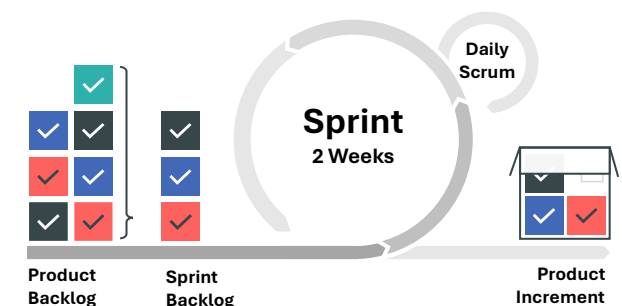 Daily
Scrum
Sprint
2 Weeks
Product
Backlog
Sprint
Backlog
Product
Increment